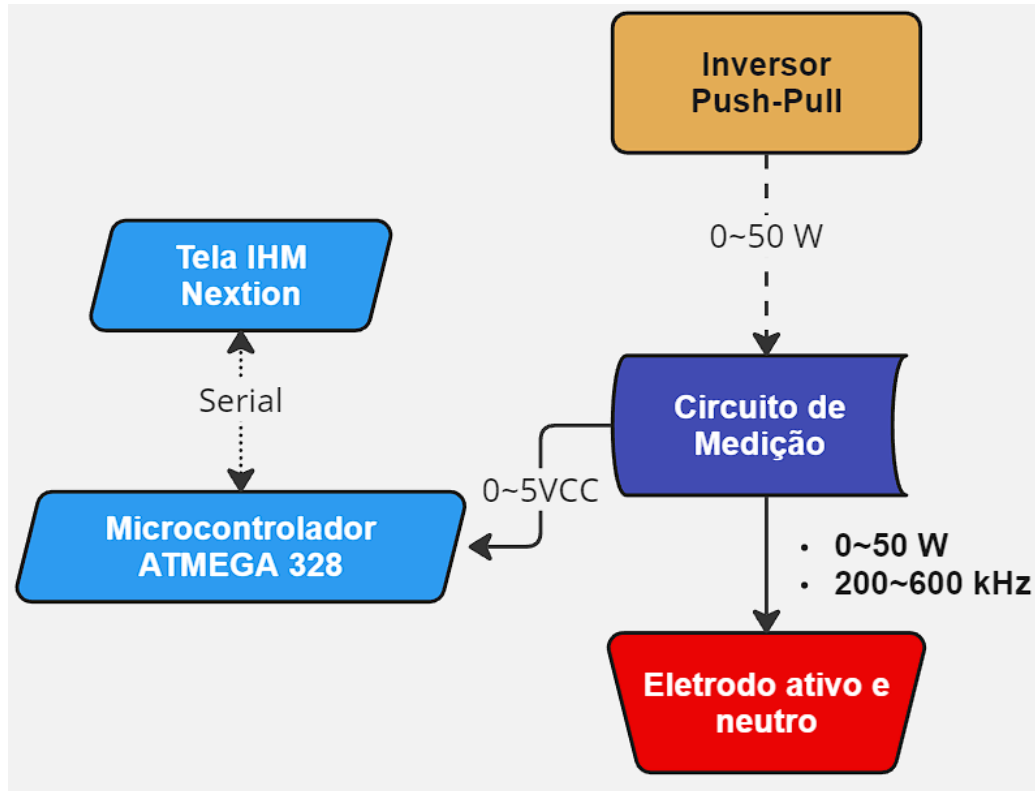 Inversor
Push-Pull
0~50 W
Tela IHM
Nextion
Serial
Circuito de
Medição
0~5VCC
Microcontrolador
ATMEGA 328
• 0~50 W
• 200~600 kHz
Eletrodo ativo e
neutro